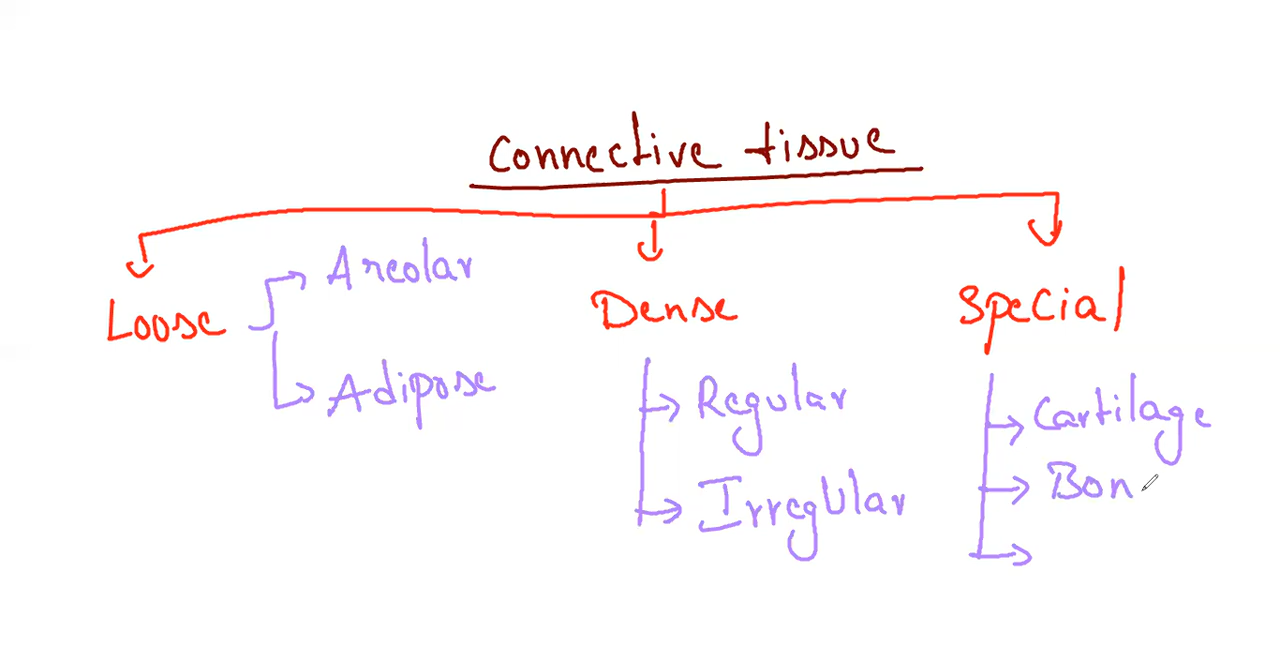 Connective tissue
Loose
Areolar
Adipose
Dense
Regular
Irregular
Special
Cartilage
Bon